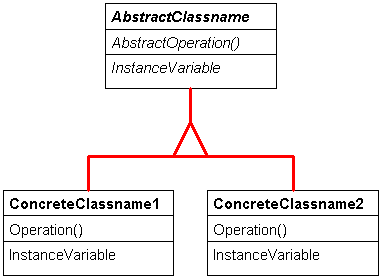 AbstractClassname
AbstractOperation()
InstanceVariable
ConcreteClassname1
Operation()
InstanceVariable
ConcreteClassname2
Operation()
InstanceVariable